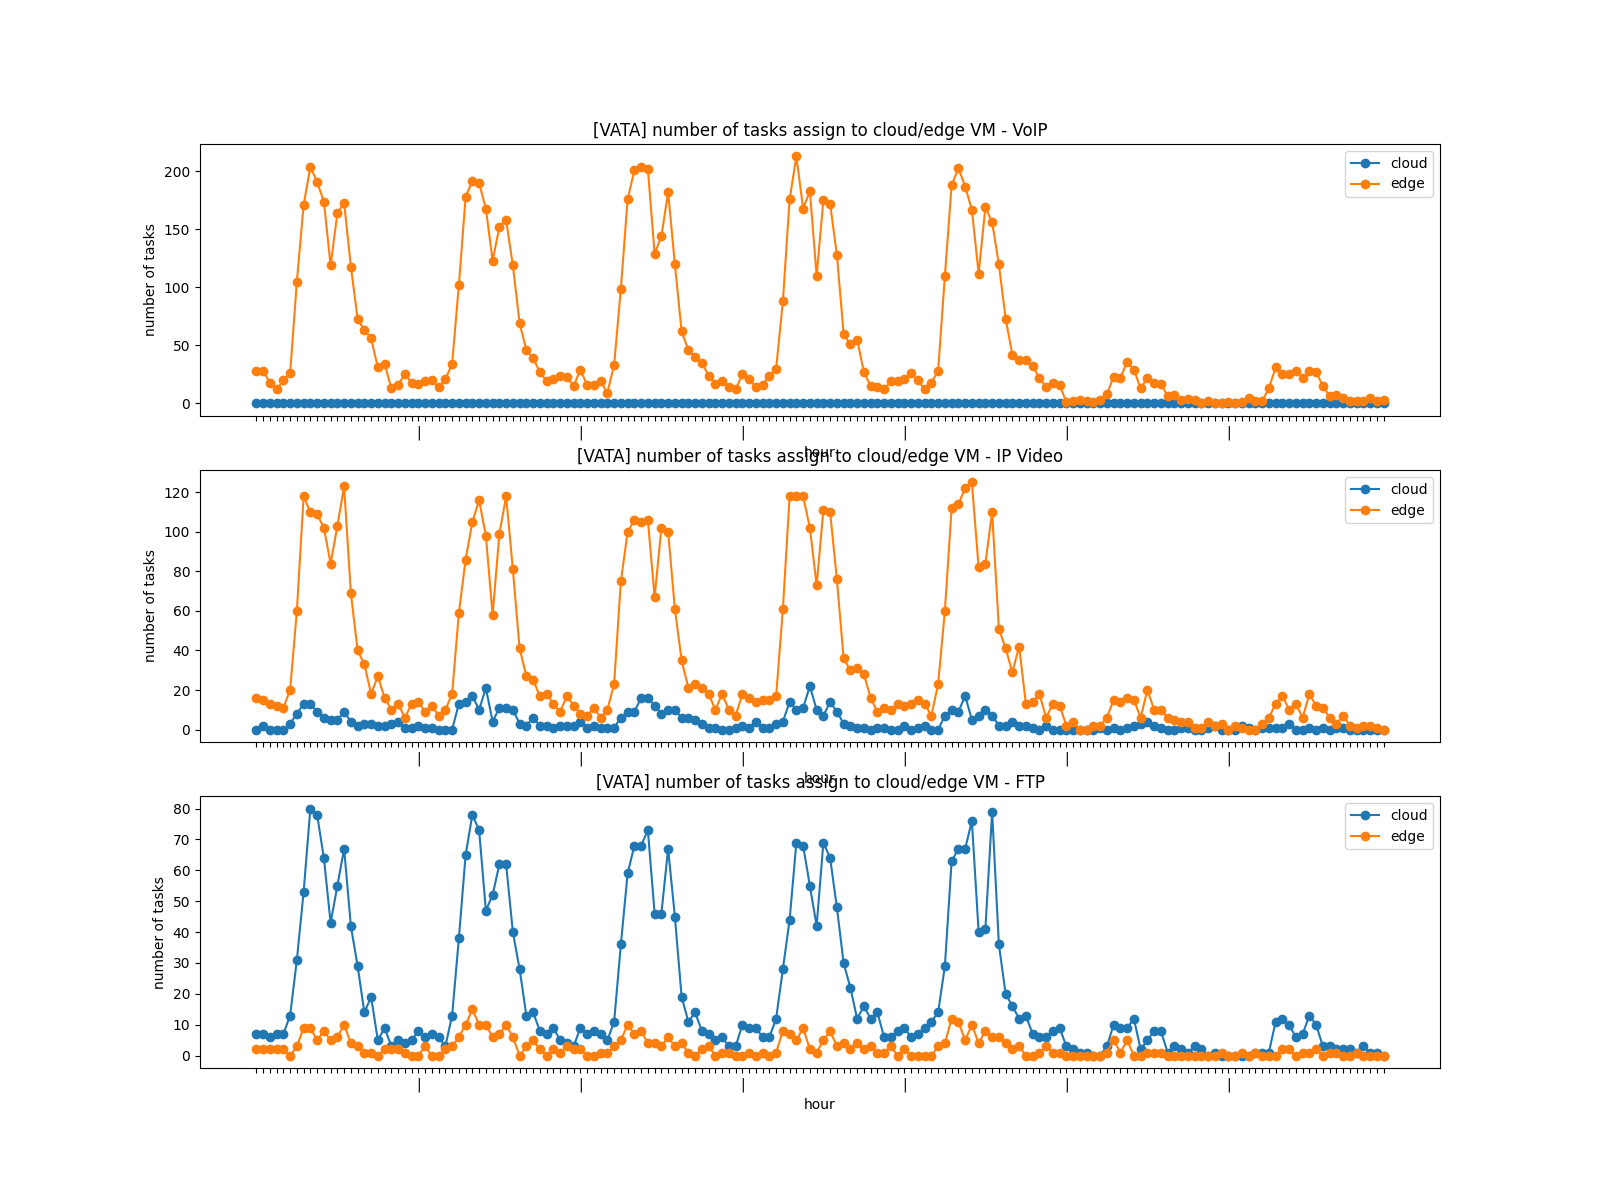 [VATA] number of tasks assign to cloud/edge VM - VoIP
cloud
edge
number of tasks
200
150
100
50
0
hour
[VATA] number of tasks assign to cloud/edge VM - IP Video
cloud
edge
number of tasks
120
100
80
60
40
20
0
hour
[VATA] number of tasks assign to cloud/edge VM - FTP
cloud
edge
number of tasks
80
70
60
50
40
30
20
10
0
hour